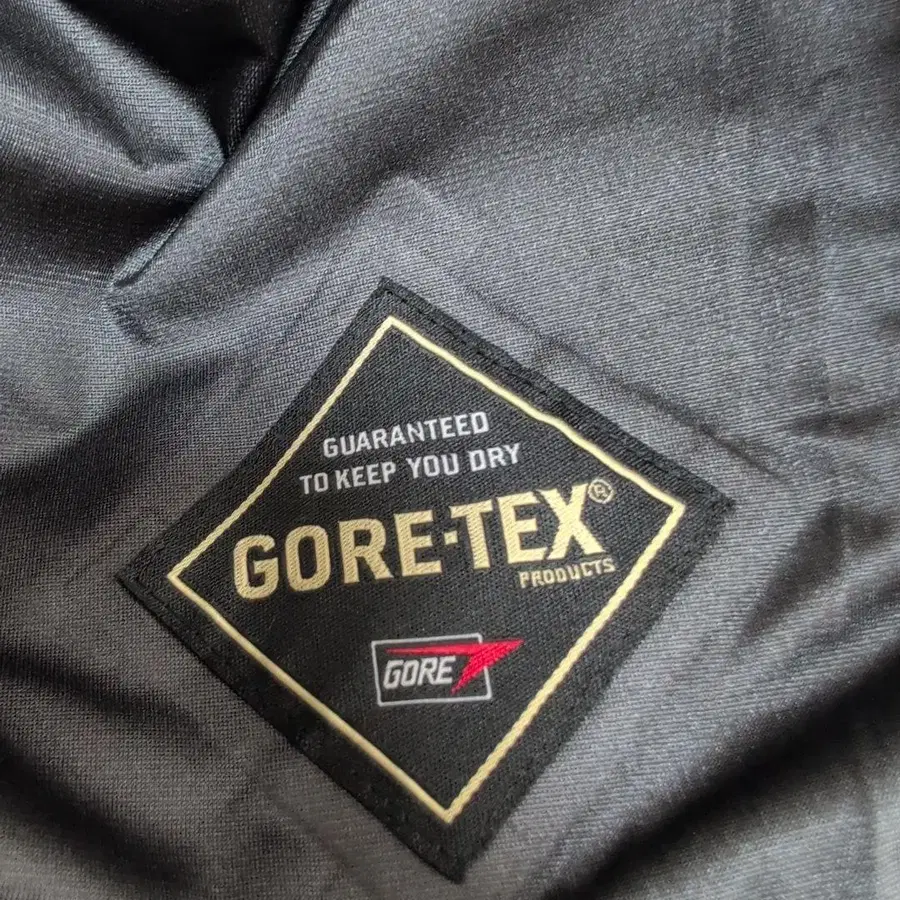 GUARANTEED
TO KEEP YOU DRY
GORE-TEX®
PRODUCTS
GORE